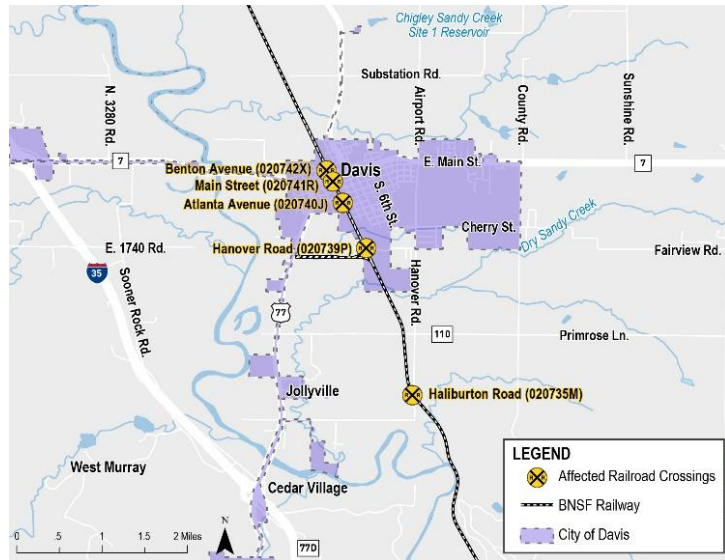 Chigley Sandy Creek
Site 1 Reservoir
Substation Rd.
N. 3280 Rd.
Airport Rd.
County Rd.
Sunshine Rd.
7
Benton Avenue (020742X)
Davis
E. Main St.
7
Main Street (020741R)
Atlanta Avenue (020740J)
S. 6th St.
Cherry St.
Dry Sandy Creek
E. 1740 Rd.
Hanover Road (020739P)
Fairview Rd.
INTERSTATE
35
Sooner Rock Rd.
77
Hanover Rd.
110
Primrose Ln.
Jollyville
Haliburton Road (020735M)
West Murray
Cedar Village
LEGEND
R R Affected Railroad Crossings
BNSF Railway
City of Davis
0 .5 1 2 Miles
N
77D